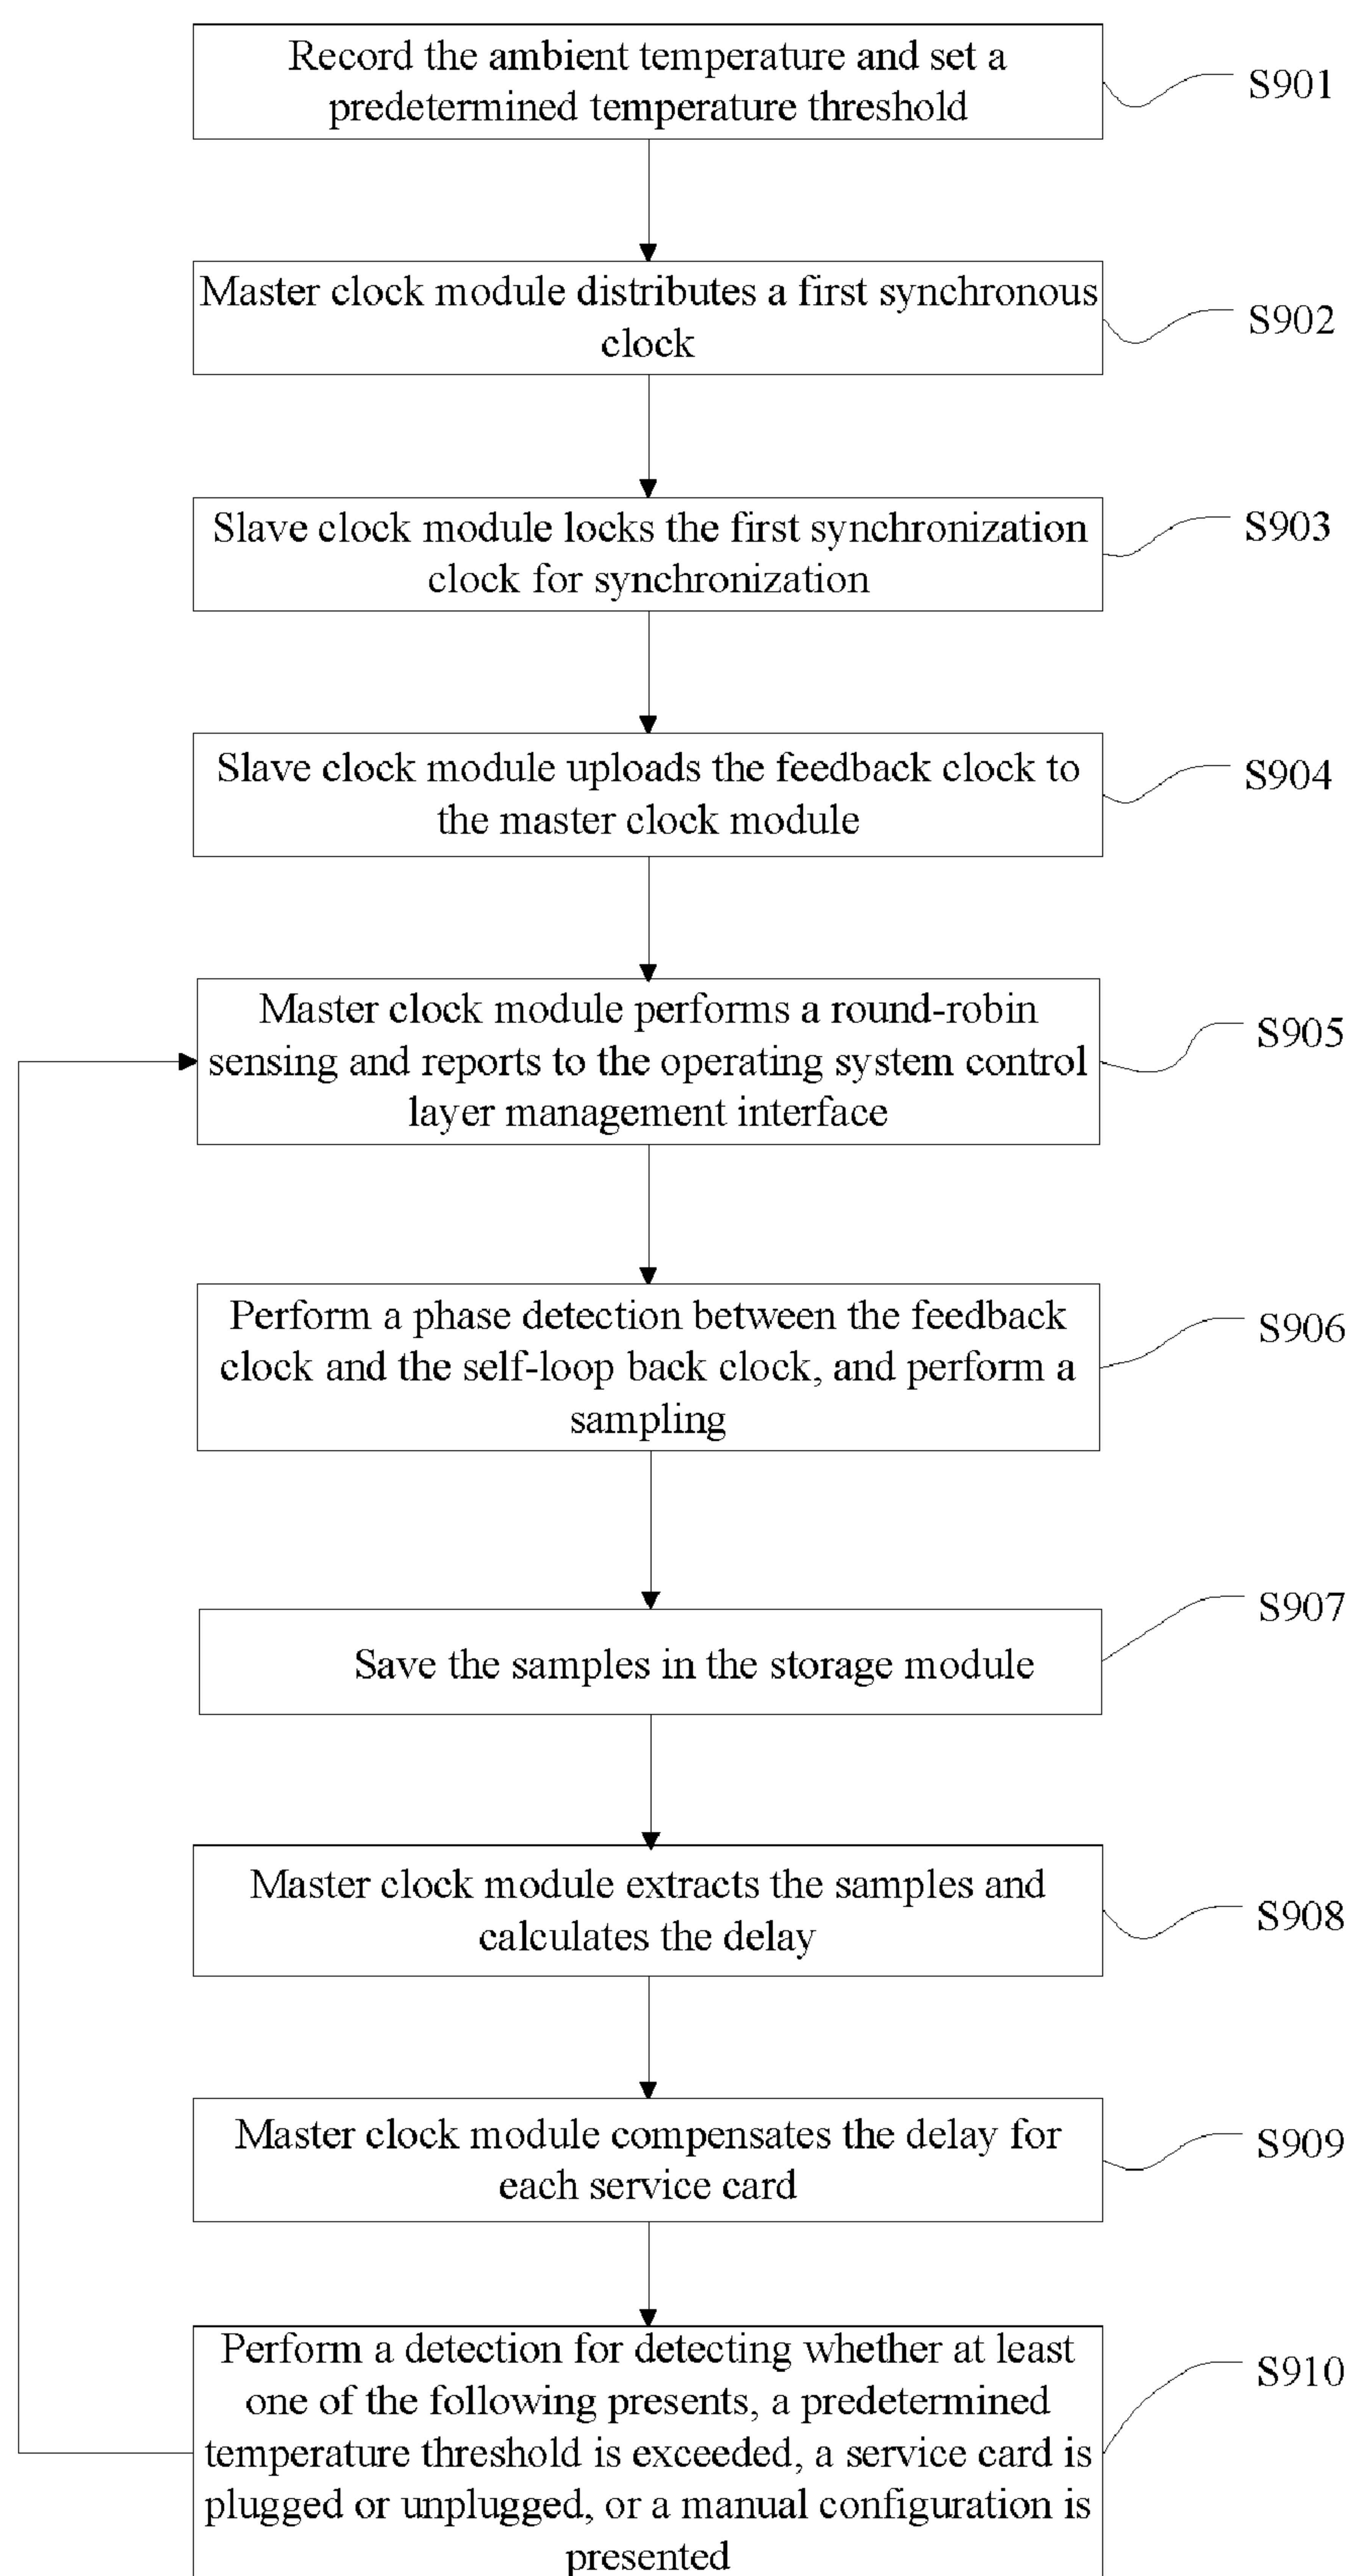 Record the ambient temperature and set a
predetermined temperature threshold
S901
Master clock module distributes a first synchronous
clock
S902
Slave clock module locks the first synchronization
clock for synchronization
S903
Slave clock module uploads the feedback clock to
the master clock module
S904
Master clock module performs a round-robin
sensing and reports to the operating system control
layer management interface
S905
Perform a phase detection between the feedback
clock and the self-loop back clock, and perform a
sampling
S906
Save the samples in the storage module
S907
Master clock module extracts the samples and
calculates the delay
S908
Master clock module compensates the delay for
each service card
S909
Perform a detection for detecting whether at least
one of the following presents, a predetermined
temperature threshold is exceeded, a service card is
plugged or unplugged, or a manual configuration is
presented
S910